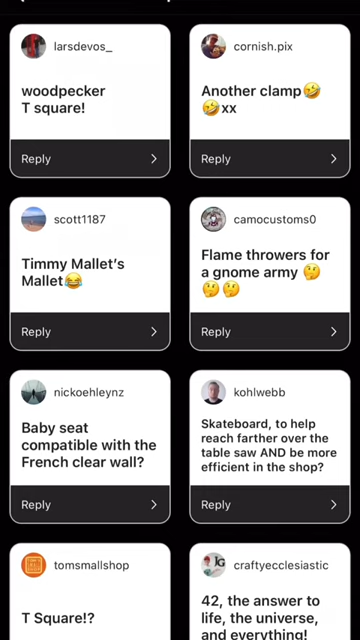 larsdevos_
woodpecker
T square!
Reply
cornish.pix
Another clamp🤣
🤣xx
Reply
scott1187
Timmy Mallet’s
Mallet😂
Reply
camocustoms0
Flame throwers for
a gnome army 🤔
🤔🤔
Reply
nickoehleynz
Baby seat
compatible with the
French clear wall?
Reply
kohlwebb
Skateboard, to help
reach farther over the
table saw AND be more
efficient in the shop?
Reply
tomsmallshop
T Square!?
craftyecclesiastic
42, the answer to
life, the universe,
and everything!